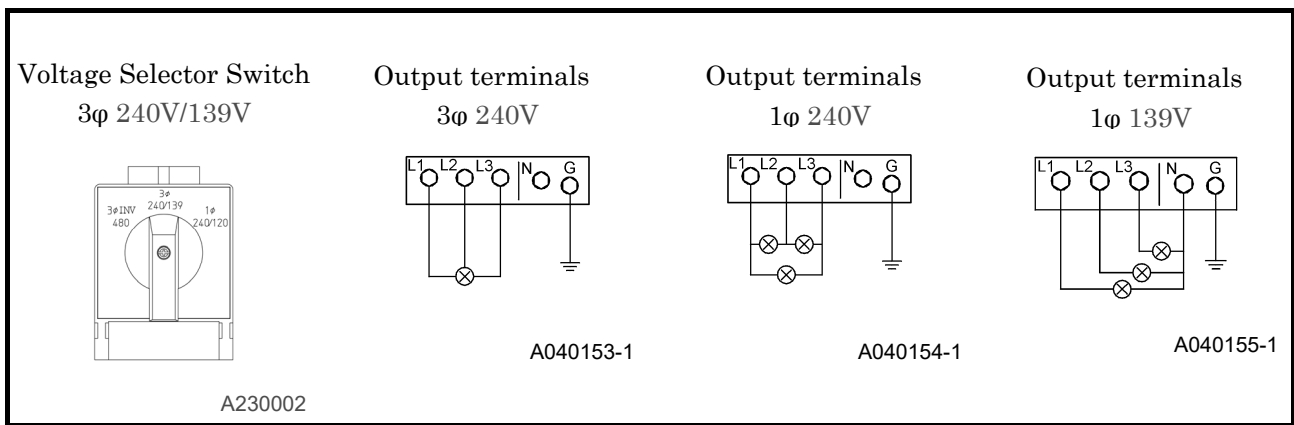 Voltage Selector Switch
3φ 240V/139V
3φ
240/139
3φINV
480
1φ
240/120
A230002
Output terminals
3φ 240V
L1 L2 L3 N G
A040153-1
Output terminals
1φ 240V
L1 L2 L3 N G
A040154-1
Output terminals
1φ 139V
L1 L2 L3 N G
A040155-1